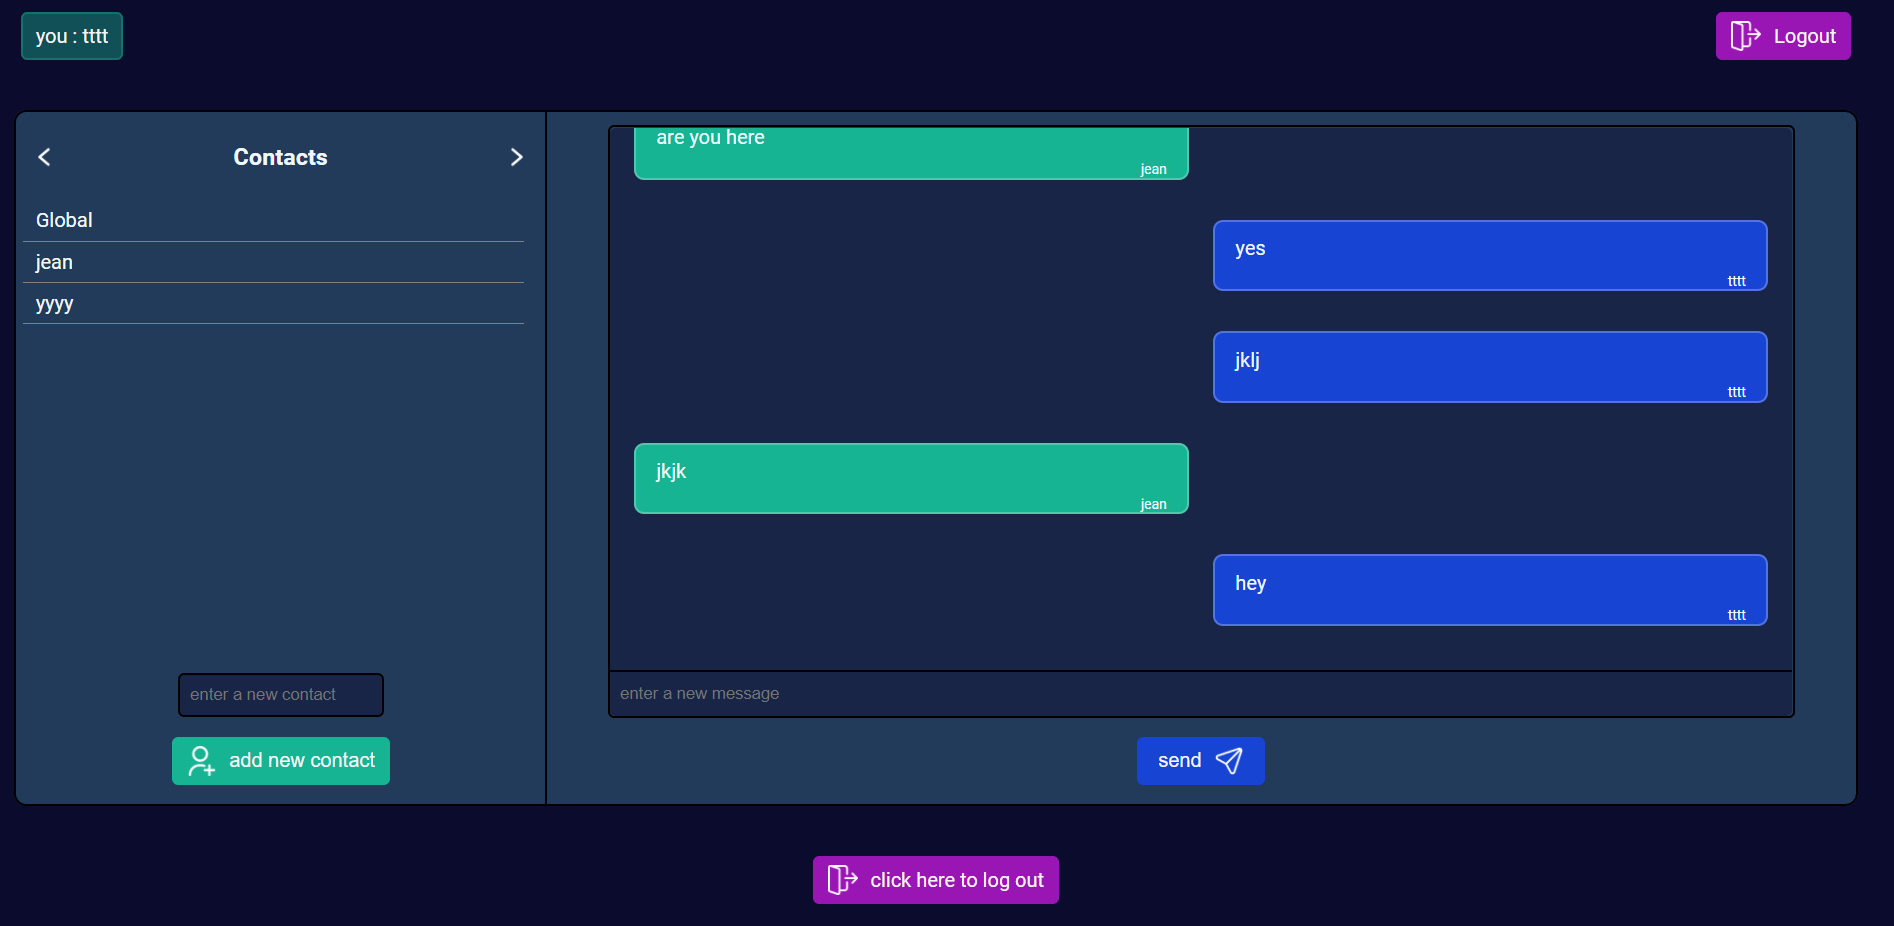 you : tttt
Logout
Contacts
Global
jean
yyyy
enter a new contact
add new contact
are you here
jean
yes
tttt
jklj
tttt
jkjk
jean
hey
tttt
enter a new message
send
click here to log out